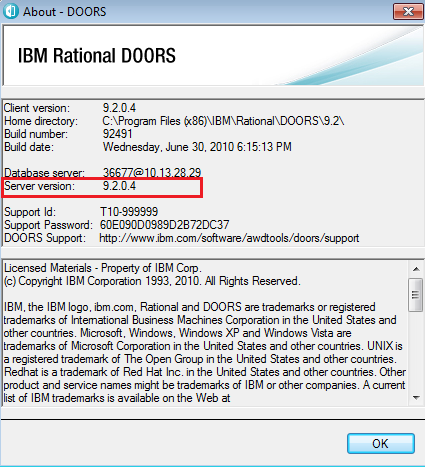 About - DOORS
IBM Rational DOORS
Client version: 9.2.0.4
Home directory: C:\Program Files (x86)\IBM\Rational\DOORS\9.2\
Build number: 92491
Build date: Wednesday, June 30, 2010 6:15:13 PM
Database server: 36677@10.13.28.29
Server version: 9.2.0.4
Support Id: T10-999999
Support Password: 60E090D0989D2B72DC37
DOORS Support: http://www.ibm.com/software/awdtools/doors/support
Licensed Materials - Property of IBM Corp.
(c) Copyright IBM Corporation 1993, 2010. All Rights Reserved.
IBM, the IBM logo, ibm.com, Rational and DOORS are trademarks or registered
trademarks of International Business Machines Corporation in the United States and
other countries. Microsoft, Windows, Windows XP and Windows Vista are
trademarks of Microsoft Corporation in the United States and other countries. UNIX is
a registered trademark of The Open Group in the United States and other countries.
Redhat is a trademark of Red Hat Inc. in the United States and other countries. Other
product and service names might be trademarks of IBM or other companies. A current
list of IBM trademarks is available on the Web at
OK